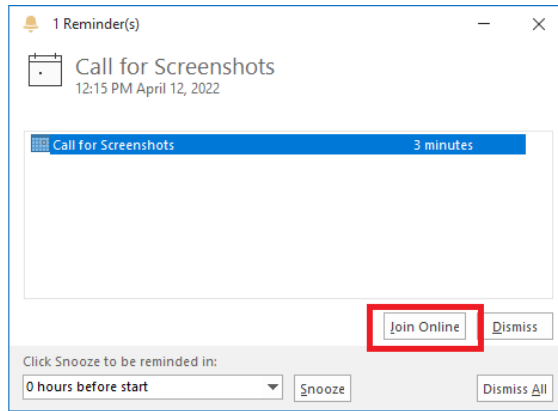 1 Reminder(s)
Call for Screenshots
12:15 PM April 12, 2022
Call for Screenshots 3 minutes
Join Online Dismiss
Click Snooze to be reminded in:
0 hours before start Snooze Dismiss All